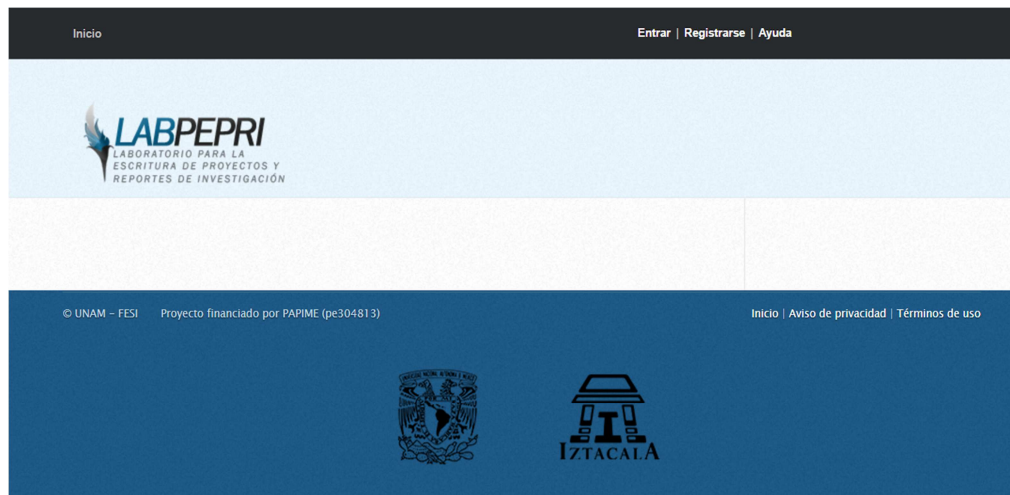 Inicio
Entrar | Registrarse | Ayuda
LABPEPRI
LABORATORIO PARA LA
ESCRITURA DE PROYECTOS Y
REPORTES DE INVESTIGACIÓN
© UNAM - FESI Proyecto financiado por PAPIME (pe304813)
Inicio | Aviso de privacidad | Términos de uso
IZTACALA